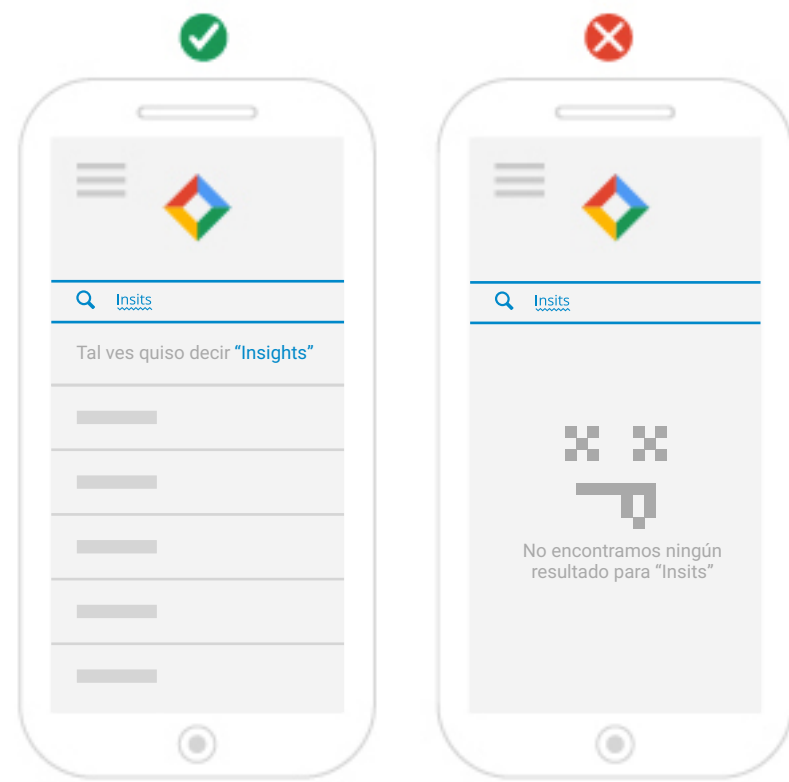 Insits
Tal ves quiso decir “Insights”
Insits
No encontramos ningún
resultado para “Insits”